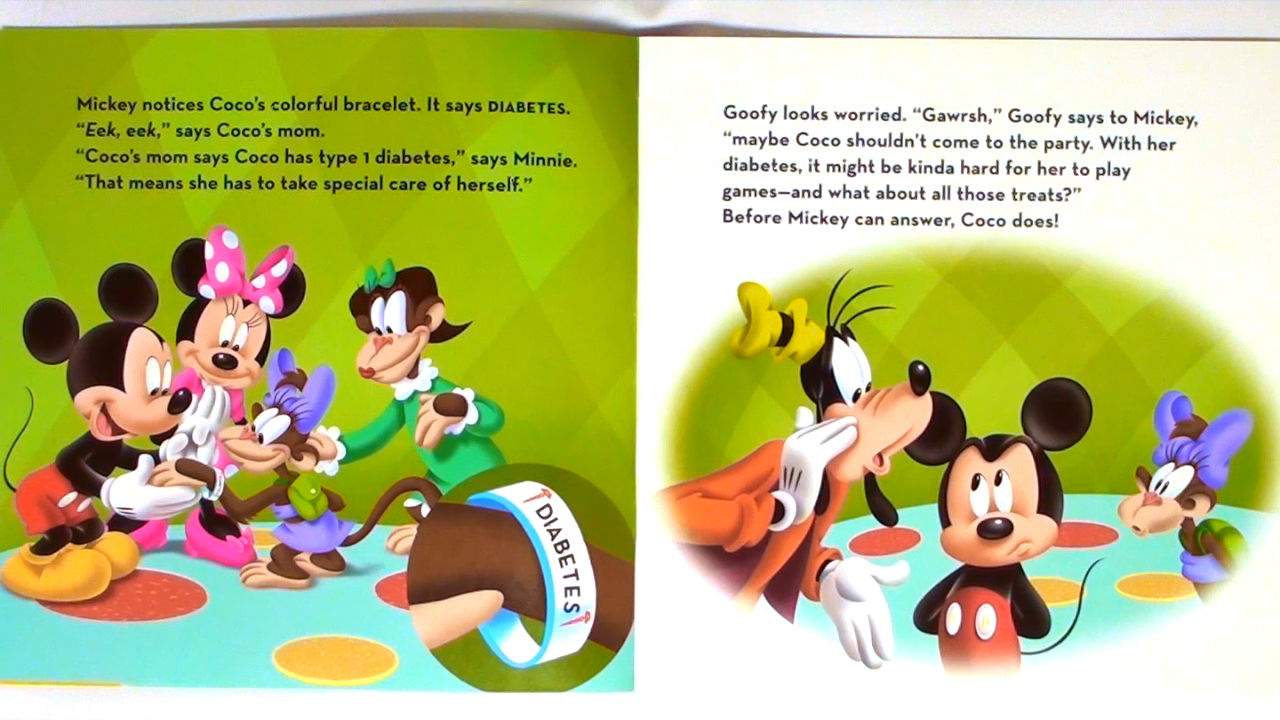 Mickey notices Coco's colorful bracelet. It says DIABETES.
“Eek, eek,” says Coco's mom.
“Coco's mom says Coco has type 1 diabetes,” says Minnie.
“That means she has to take special care of herself.”
DIABETES
Goofy looks worried. “Gawrsh,” Goofy says to Mickey,
“maybe Coco shouldn't come to the party. With her
diabetes, it might be kinda hard for her to play
games—and what about all those treats?”
Before Mickey can answer, Coco does!